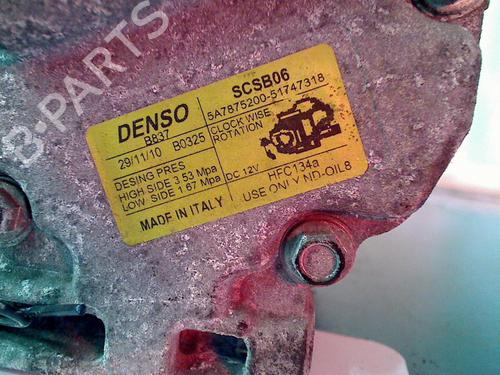 B-PARTS
DENSO
B837
29/11/10 B0325
DESING PRES
HIGH SIDE 3 53 Mpa
LOW SIDE 1 67 Mpa
MADE IN ITALY
SCSB06
5A7875200-51747318
CLOCK WISE
ROTATION
DC 12V
HFC134a
USE ONLY ND-OIL8